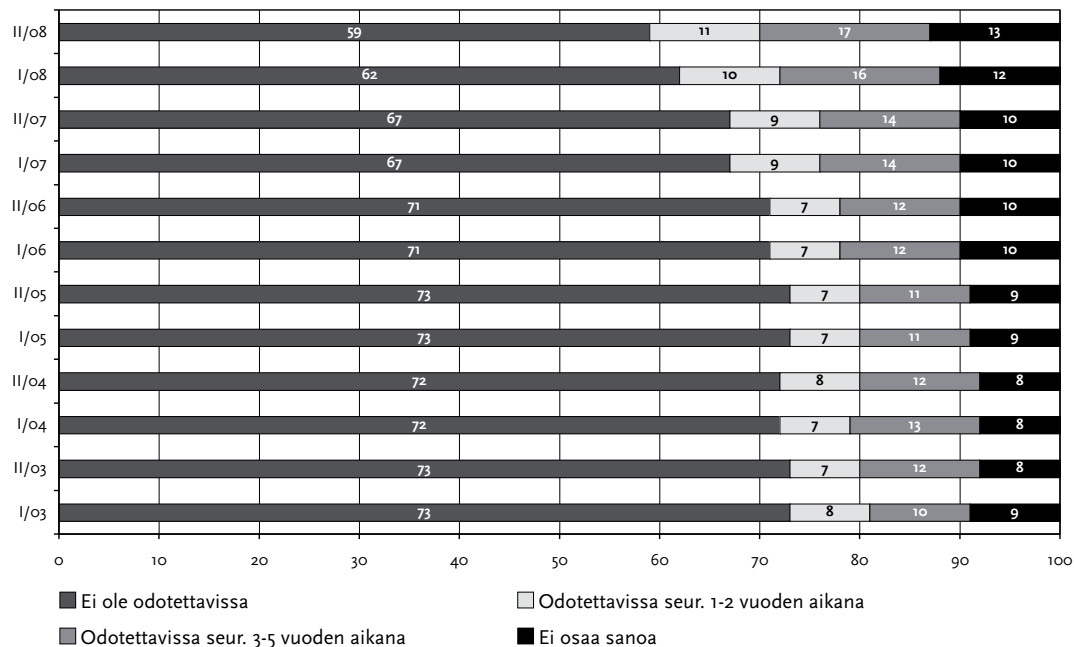 II/08 59 11 17 13
I/08 62 10 16 12
II/07 67 9 14 10
I/07 67 9 14 10
II/06 71 7 12 10
I/06 71 7 12 10
II/05 73 7 11 9
I/05 73 7 11 9
II/04 72 8 12 8
I/04 72 7 13 8
II/03 73 7 12 8
I/03 73 8 10 9
0 10 20 30 40 50 60 70 80 90 100
Ei ole odotettavissa Odotettavissa seur. 1-2 vuoden aikana
Odotettavissa seur. 3-5 vuoden aikana Ei osaa sanoa